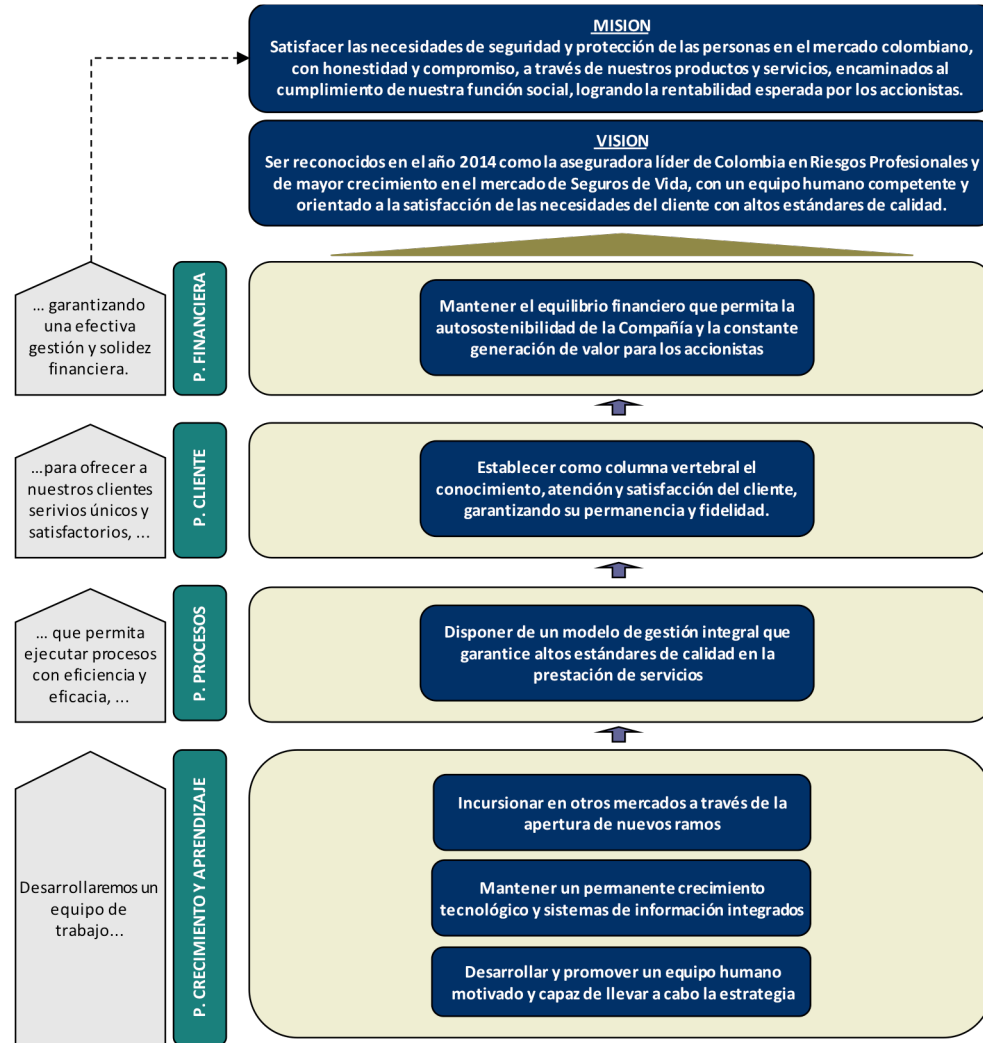 MISION
Satisfacer las necesidades de seguridad y protección de las personas en el mercado colombiano,
con honestidad y compromiso, a través de nuestros productos y servicios, encaminados al
cumplimiento de nuestra función social, logrando la rentabilidad esperada por los accionistas.
VISION
Ser reconocidos en el año 2014 como la aseguradora líder de Colombia en Riesgos Profesionales y
de mayor crecimiento en el mercado de Seguros de Vida, con un equipo humano competente y
orientado a la satisfacción de las necesidades del cliente con altos estándares de calidad.
... garantizando
una efectiva
gestión y solidez
financiera.
P. FINANCIERA
Mantener el equilibrio financiero que permita la
autosostenibilidad de la Compañía y la constante
generación de valor para los accionistas
...para ofrecer a
nuestros clientes
serivios únicos y
satisfactorios, ...
P. CLIENTE
Establecer como columna vertebral el
conocimiento, atención y satisfacción del cliente,
garantizando su permanencia y fidelidad.
... que permita
ejecutar procesos
con eficiencia y
eficacia, ...
P. PROCESOS
Disponer de un modelo de gestión integral que
garantice altos estándares de calidad en la
prestación de servicios
Desarrollaremos un
equipo de
trabajo...
P. CRECIMIENTO Y APRENDIZAJE
Incursionar en otros mercados a través de la
apertura de nuevos ramos
Mantener un permanente crecimiento
tecnológico y sistemas de información integrados
Desarrollar y promover un equipo humano
motivado y capaz de llevar a cabo la estrategia